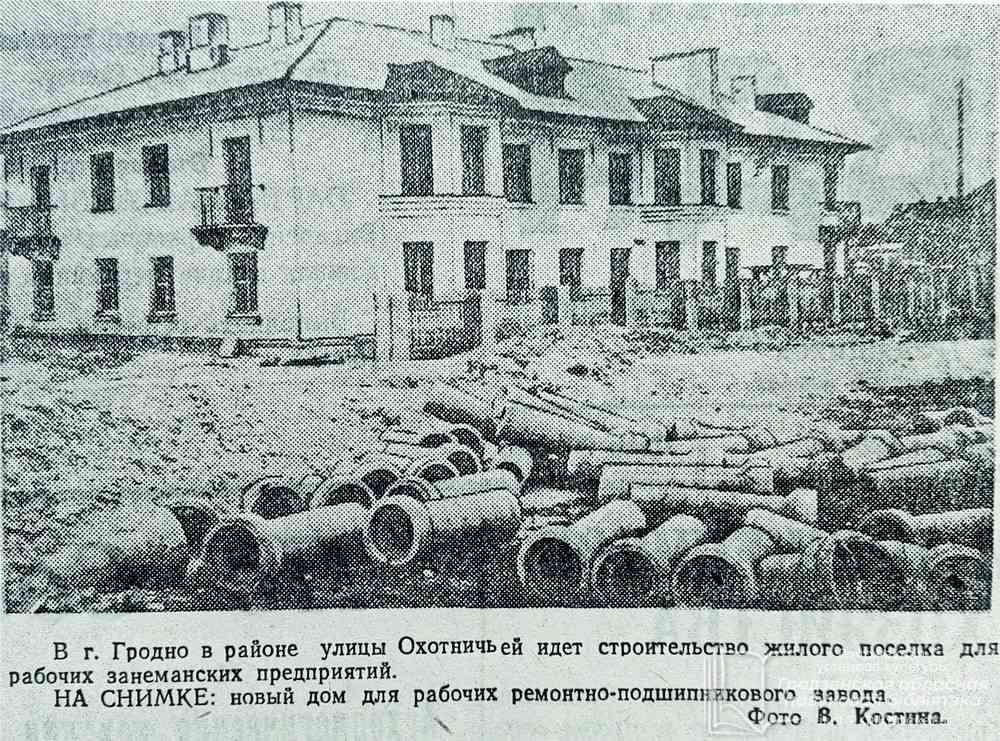 В г. Гродно в районе улицы Охотничьей идет строительство жилого поселка для
рабочих занеманских предприятий.
НА СНИМКЕ: новый дом для рабочих ремонтно-подшипникового завода.
Фото В. Костина.